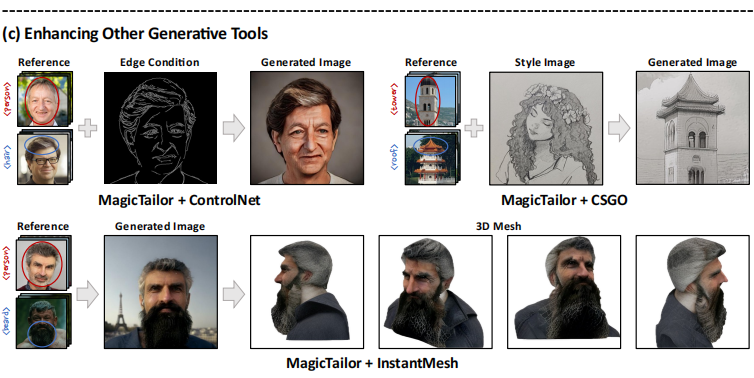 (c) Enhancing Other Generative Tools
Reference Edge Condition Generated Image
<person>
<hair>
MagicTailor + ControlNet
Reference Style Image Generated Image
<tower>
<roof>
MagicTailor + CSGO
Reference Generated Image 3D Mesh
<person>
<beard>
MagicTailor + InstantMesh